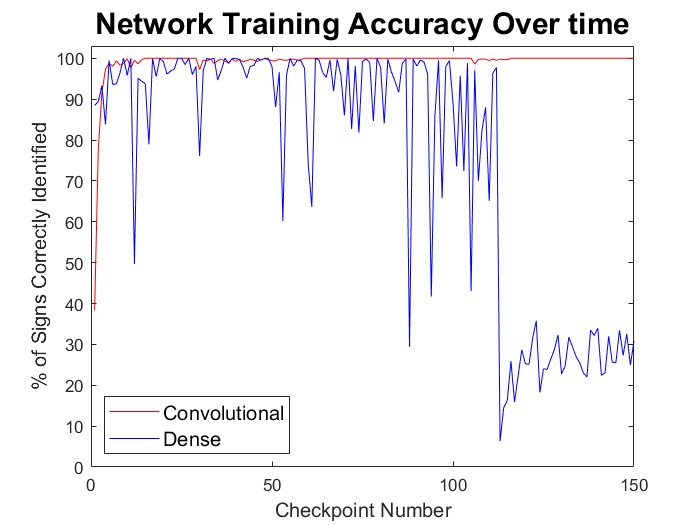 Network Training Accuracy Over time
% of Signs Correctly Identified
100
90
80
70
60
50
40
30
20
10
0
Convolutional
Dense
0 50 100 150
Checkpoint Number